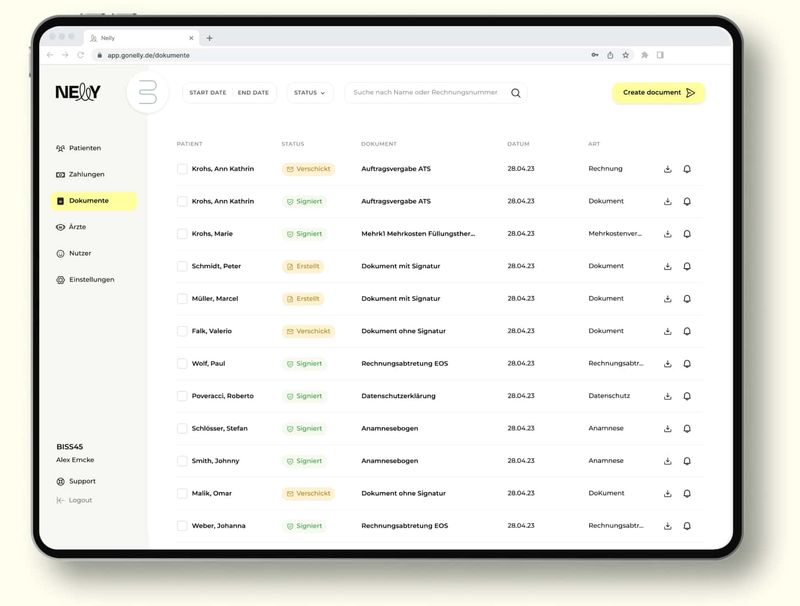 Nelly
app.gonelly.de/dokumente
NELLY
START DATE END DATE STATUS Suche nach Name oder Rechnungsnummer Create document
Patienten
Zahlungen
Dokumente
Ärzte
Nutzer
Einstellungen
BISS45
Alex Emcke
Support
Logout
PATIENT STATUS DOKUMENT DATUM ART
Krohs, Ann Kathrin Verschickt Auftragsvergabe ATS 28.04.23 Rechnung
Krohs, Ann Kathrin Signiert Auftragsvergabe ATS 28.04.23 Dokument
Krohs, Marie Signiert Mehrk1 Mehrkosten Füllungsther... 28.04.23 Mehrkostenver...
Schmidt, Peter Erstellt Dokument mit Signatur 28.04.23 Dokument
Müller, Marcel Erstellt Dokument mit Signatur 28.04.23 Dokument
Falk, Valerio Verschickt Dokument ohne Signatur 28.04.23 Dokument
Wolf, Paul Signiert Rechnungsabtretung EOS 28.04.23 Rechnungsabtr...
Poveracci, Roberto Signiert Datenschutzerklärung 28.04.23 Datenschutz
Schlösser, Stefan Signiert Anamnesebogen 28.04.23 Anamnese
Smith, Johnny Signiert Anamnesebogen 28.04.23 Anamnese
Malik, Omar Verschickt Dokument ohne Signatur 28.04.23 DoKument
Weber, Johanna Signiert Rechnungsabtretung EOS 28.04.23 Rechnungsabtr...